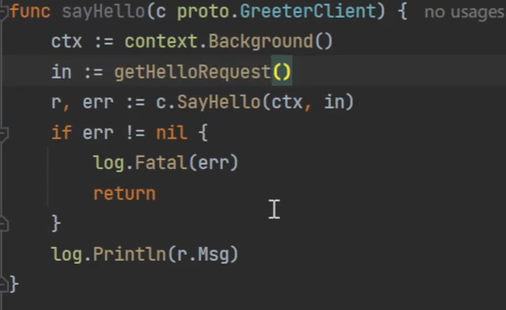 func sayHello(c proto.GreeterClient) { no usages
    ctx := context.Background()
    in := getHelloRequest()
    r, err := c.SayHello(ctx, in)
    if err != nil {
        log.Fatal(err)
        return
    }
    log.Println(r.Msg)
}